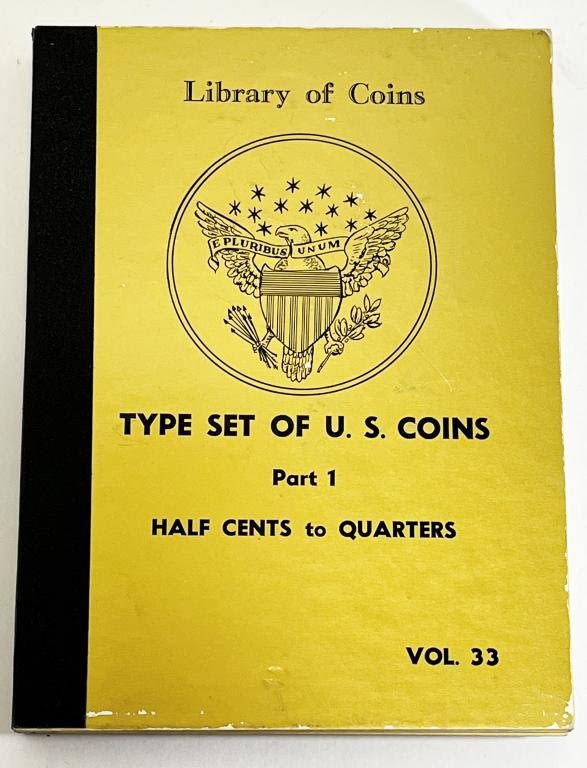 Library of Coins
E PLURIBUS UNUM
TYPE SET OF U. S. COINS
Part 1
HALF CENTS to QUARTERS
VOL. 33